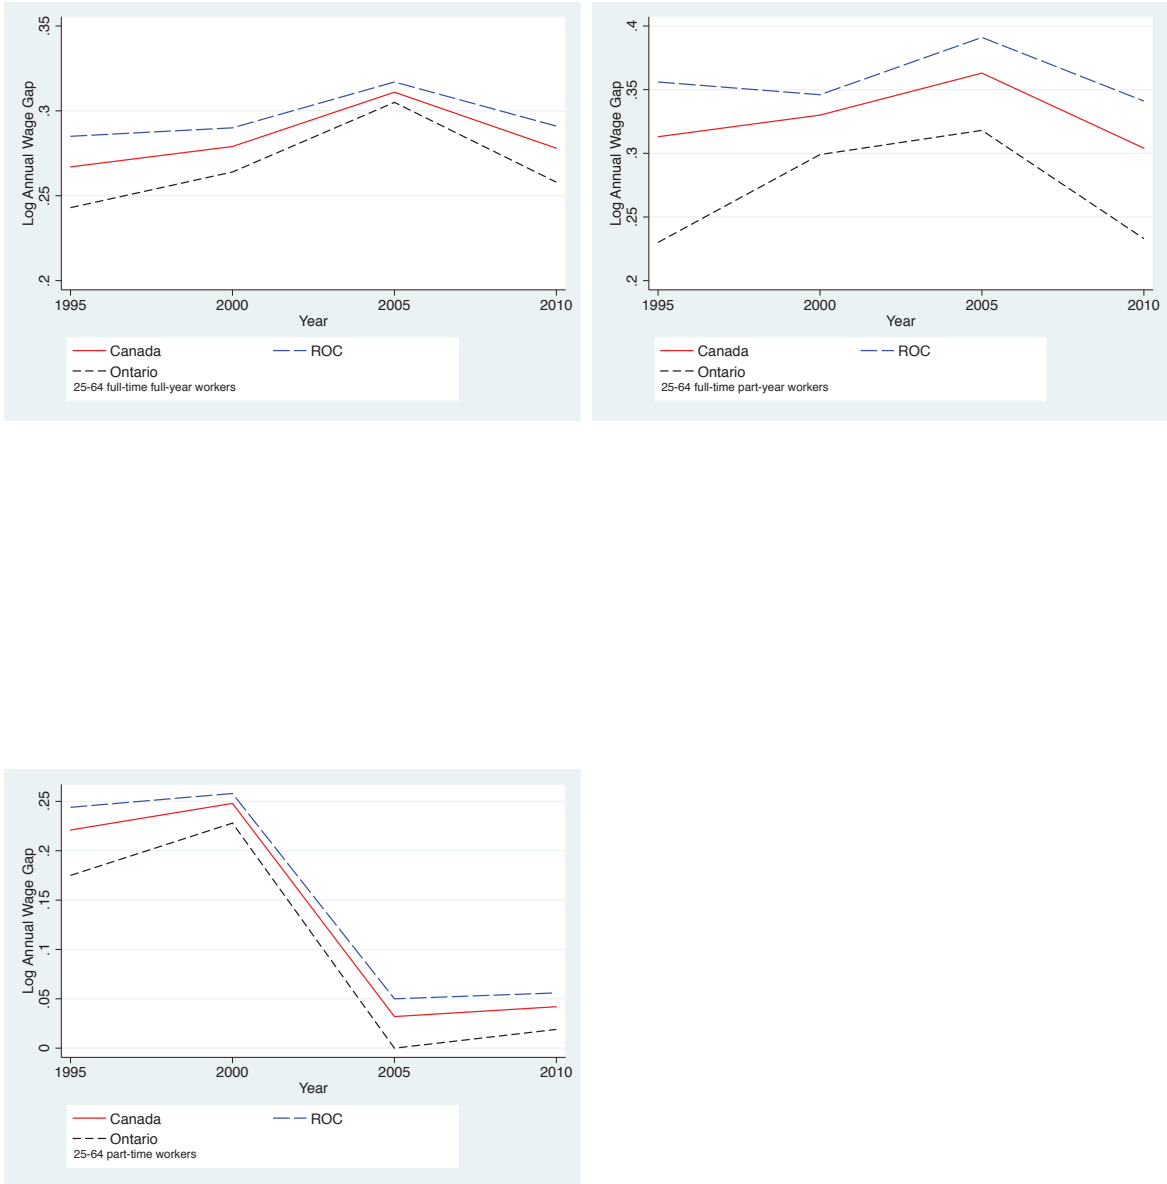 Log Annual Wage Gap
.35
.3
.25
.2
1995 2000 2005 2010
Year
Canada ROC
Ontario
25-64 full-time full-year workers
Log Annual Wage Gap
.4
.35
.3
.25
.2
1995 2000 2005 2010
Year
Canada ROC
Ontario
25-64 full-time part-year workers
Log Annual Wage Gap
.25
.2
.15
.1
.05
0
1995 2000 2005 2010
Year
Canada ROC
Ontario
25-64 part-time workers